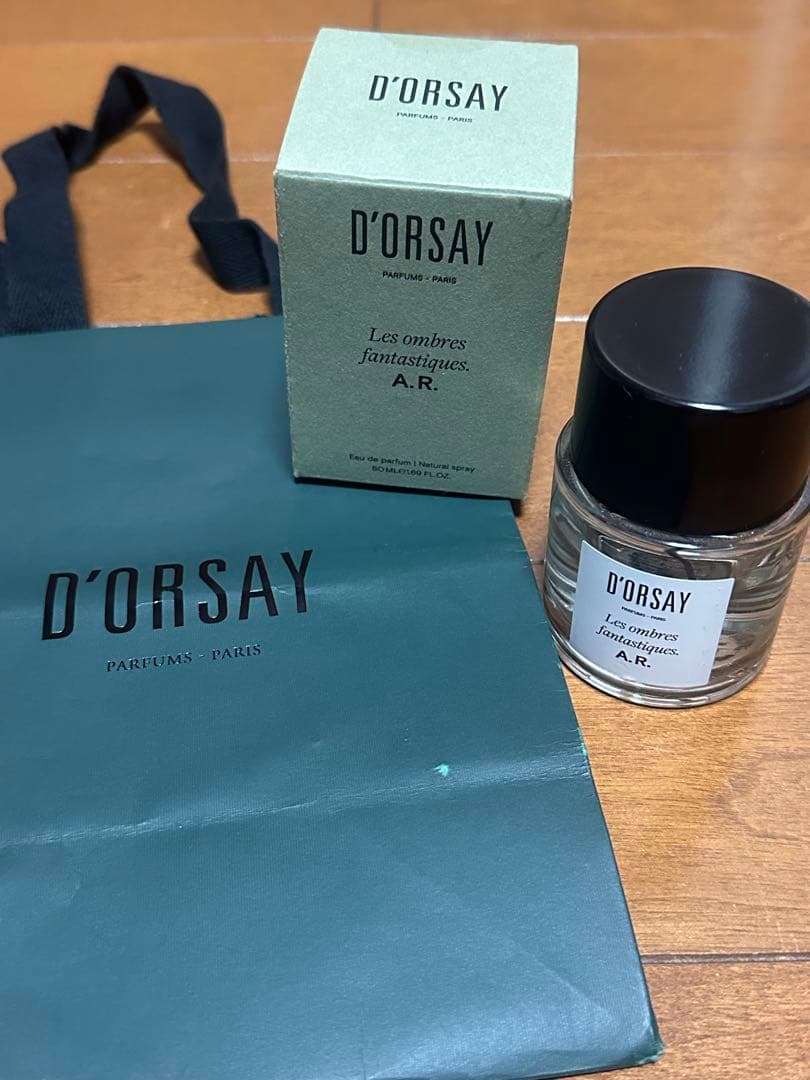 D'ORSAY
PARFUMS - PARIS
D'ORSAY
PARFUMS - PARIS
Les ombres
fantastiques.
A.R.
Eau de parfum | Natural spray
50 ML℮1.69 FL.OZ.
D'ORSAY
PARFUMS - PARIS
D'ORSAY
PARFUMS - PARIS
Les ombres
fantastiques.
A.R.